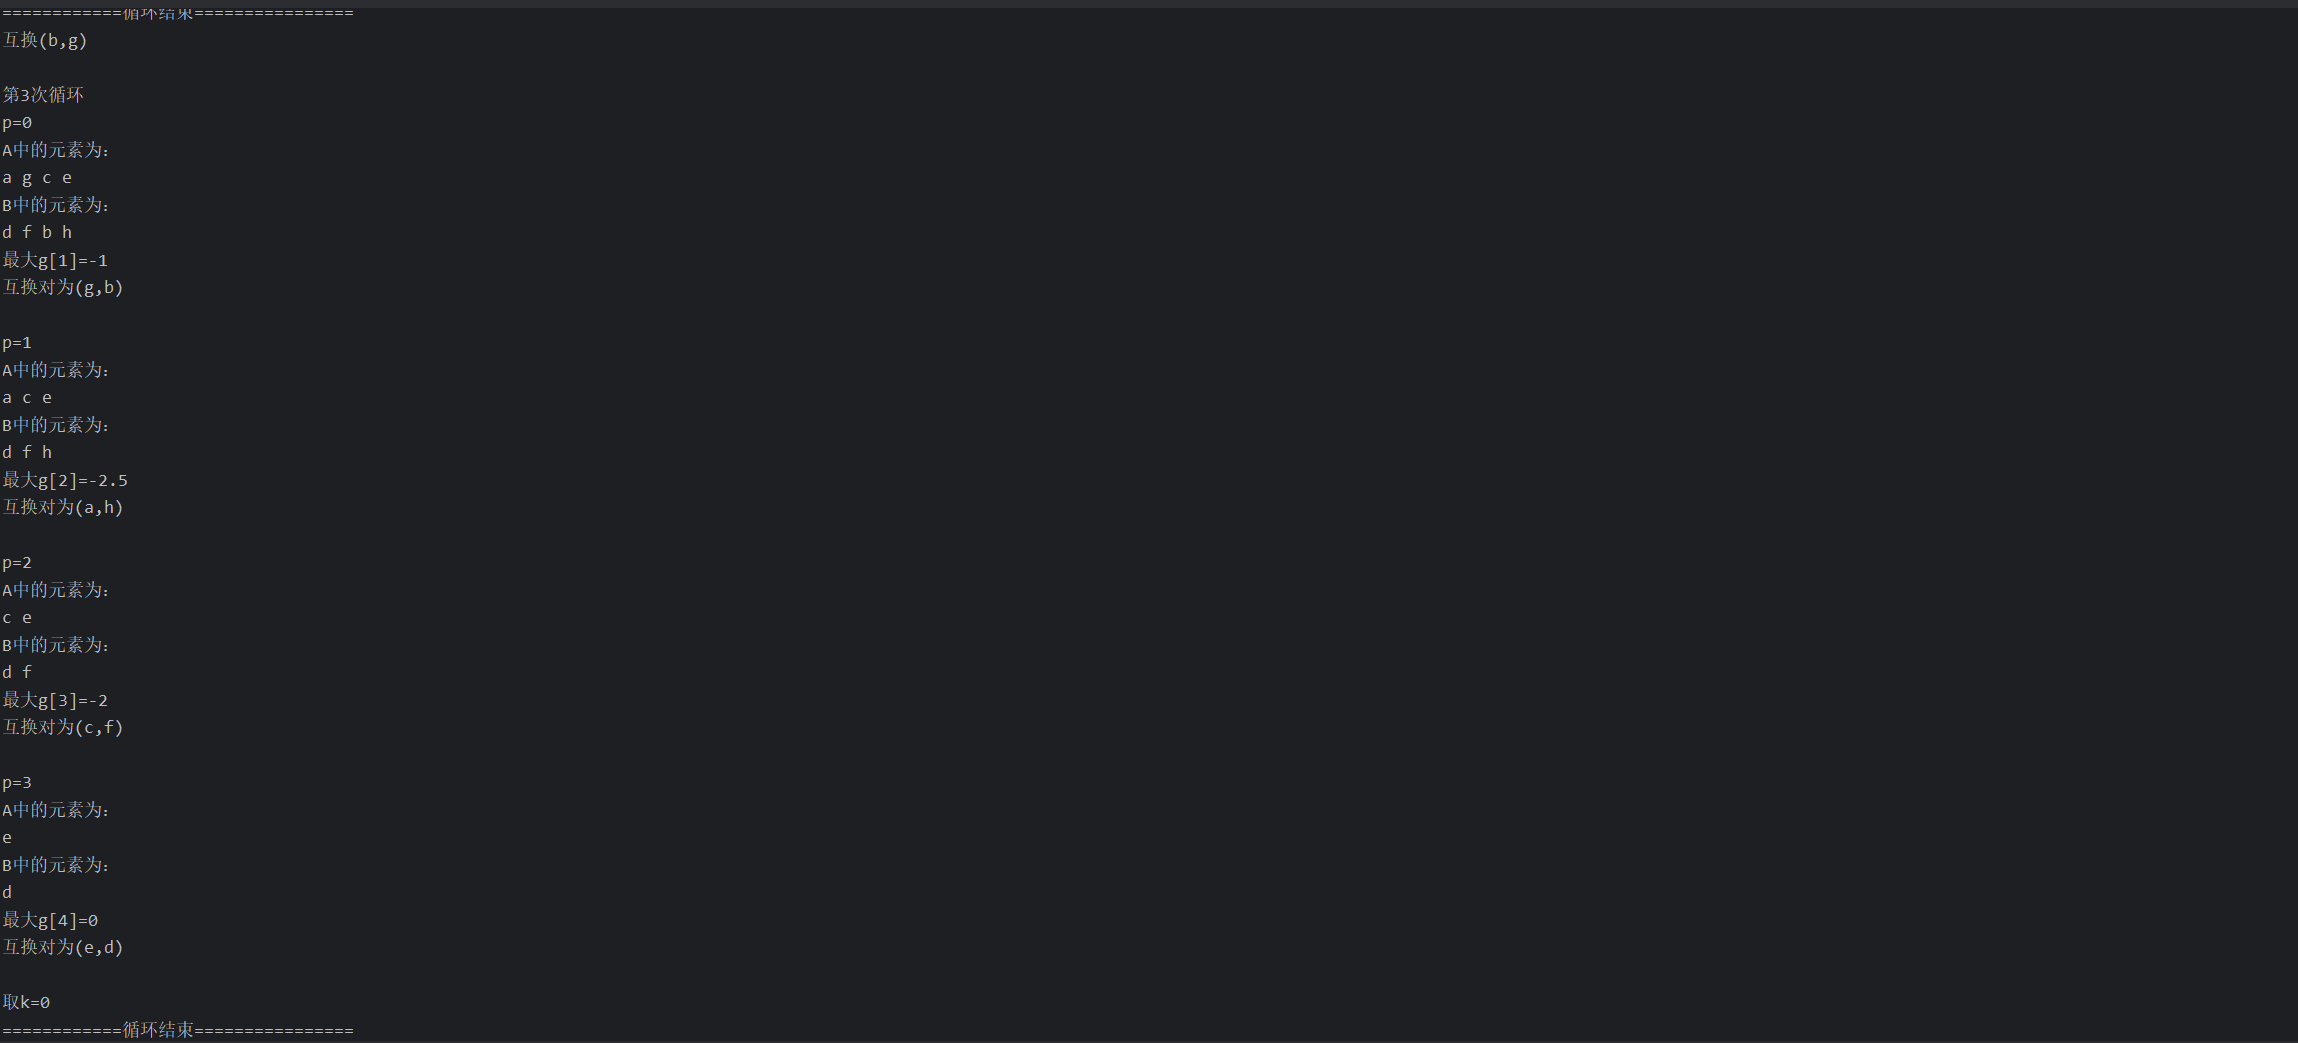 ============循环结束================
互换(b,g)
第3次循环
p=0
A中的元素为:
a g c e
B中的元素为:
d f b h
最大g[1]=-1
互换对为(g,b)
p=1
A中的元素为:
a c e
B中的元素为:
d f h
最大g[2]=-2.5
互换对为(a,h)
p=2
A中的元素为:
c e
B中的元素为:
d f
最大g[3]=-2
互换对为(c,f)
p=3
A中的元素为:
e
B中的元素为:
d
最大g[4]=0
互换对为(e,d)
取k=0
============循环结束================